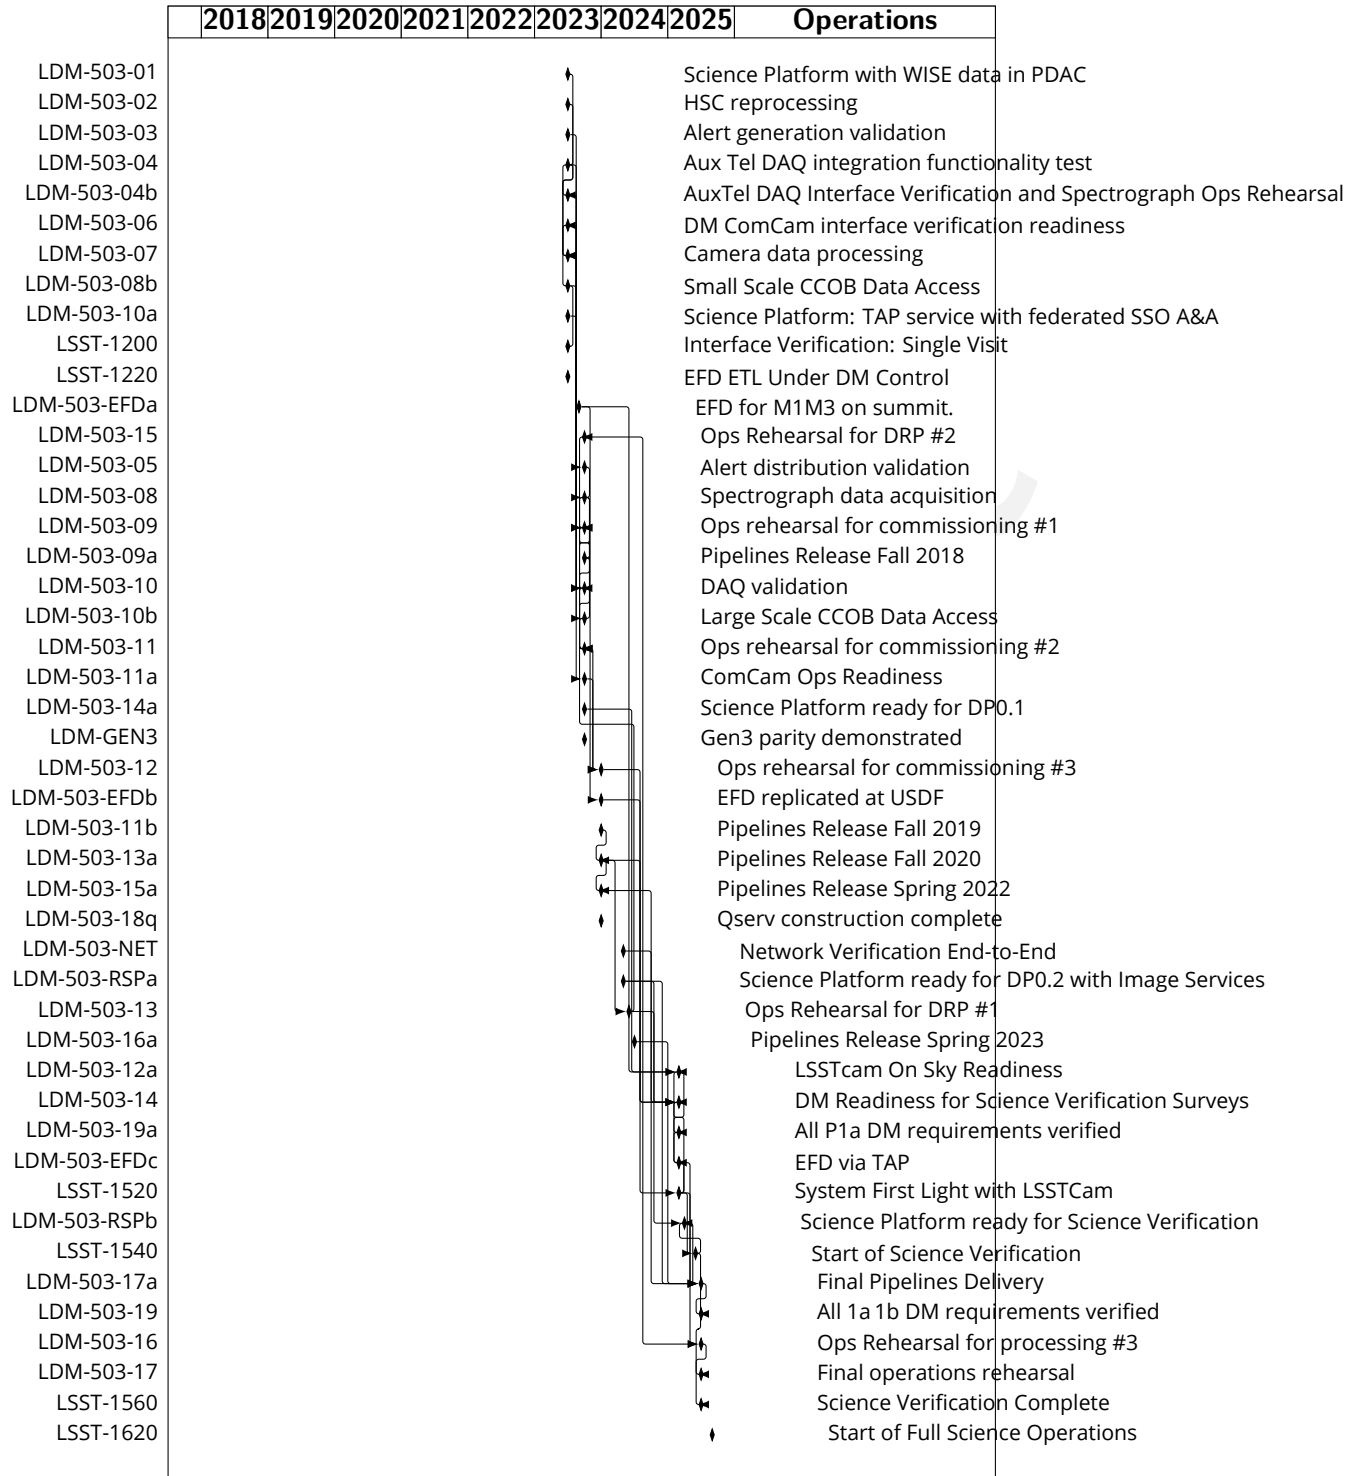 2018 2019 2020 2021 2022 2023 2024 2025 Operations
LDM-503-01 Science Platform with WISE data in PDAC
LDM-503-02 HSC reprocessing
LDM-503-03 Alert generation validation
LDM-503-04 Aux Tel DAQ integration functionality test
LDM-503-04b AuxTel DAQ Interface Verification and Spectrograph Ops Rehearsal
LDM-503-06 DM ComCam interface verification readiness
LDM-503-07 Camera data processing
LDM-503-08b Small Scale CCOB Data Access
LDM-503-10a Science Platform: TAP service with federated SSO A&A
LSST-1200 Interface Verification: Single Visit
LSST-1220 EFD ETL Under DM Control
LDM-503-EFDa EFD for M1M3 on summit.
LDM-503-15 Ops Rehearsal for DRP #2
LDM-503-05 Alert distribution validation
LDM-503-08 Spectrograph data acquisition
LDM-503-09 Ops rehearsal for commissioning #1
LDM-503-09a Pipelines Release Fall 2018
LDM-503-10 DAQ validation
LDM-503-10b Large Scale CCOB Data Access
LDM-503-11 Ops rehearsal for commissioning #2
LDM-503-11a ComCam Ops Readiness
LDM-503-14a Science Platform ready for DP0.1
LDM-GEN3 Gen3 parity demonstrated
LDM-503-12 Ops rehearsal for commissioning #3
LDM-503-EFDb EFD replicated at USDF
LDM-503-11b Pipelines Release Fall 2019
LDM-503-13a Pipelines Release Fall 2020
LDM-503-15a Pipelines Release Spring 2022
LDM-503-18q Qserv construction complete
LDM-503-NET Network Verification End-to-End
LDM-503-RSPa Science Platform ready for DP0.2 with Image Services
LDM-503-13 Ops Rehearsal for DRP #1
LDM-503-16a Pipelines Release Spring 2023
LDM-503-12a LSSTcam On Sky Readiness
LDM-503-14 DM Readiness for Science Verification Surveys
LDM-503-19a All P1a DM requirements verified
LDM-503-EFDc EFD via TAP
LSST-1520 System First Light with LSSTCam
LDM-503-RSPb Science Platform ready for Science Verification
LSST-1540 Start of Science Verification
LDM-503-17a Final Pipelines Delivery
LDM-503-19 All 1a 1b DM requirements verified
LDM-503-16 Ops Rehearsal for processing #3
LDM-503-17 Final operations rehearsal
LSST-1560 Science Verification Complete
LSST-1620 Start of Full Science Operations